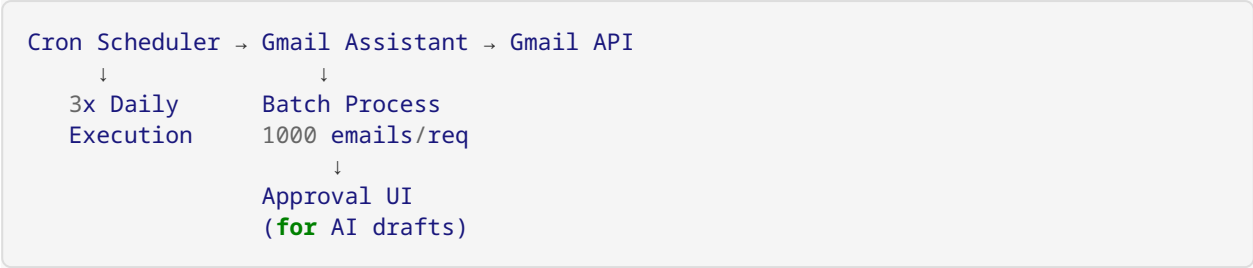 Cron Scheduler → Gmail Assistant → Gmail API
↓ ↓
3x Daily Batch Process
Execution 1000 emails/req
↓
Approval UI
(for AI drafts)